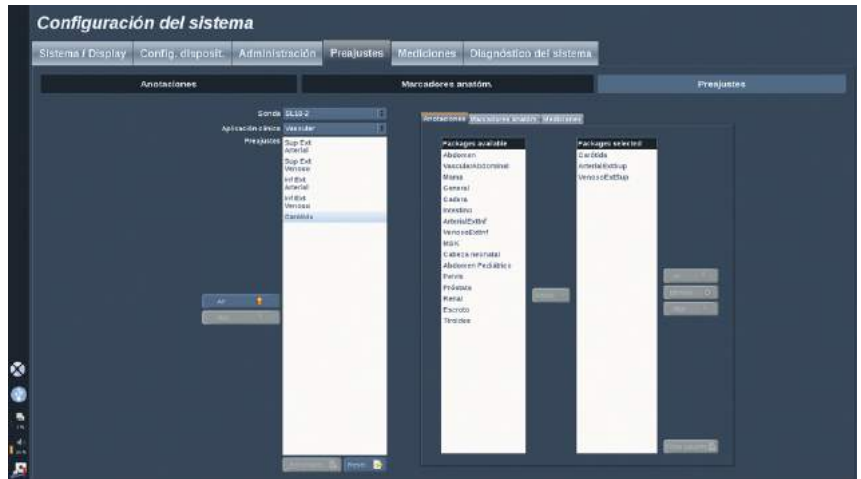 Configuración del sistema
Sistema / Display Config. disposit. Administración Preajustes Mediciones Diagnóstico del sistema
Anotaciones Marcadores anatóm. Preajustes
Sonda SL10-2
Aplicación clínica Vascular
Preajustes
Sup Ext
Arterial
Sup Ext
Venoso
Inf Ext
Arterial
Inf Ext
Venoso
Carótida
Anotaciones Marcadores anatóm. Mediciones
Packages available
Abdomen
VascularAbdominal
Mama
General
Cadera
Intestino
ArterialExtInf
VenosoExtInf
MSK
Cabeza neonatal
Abdomen Pediátrico
Pelvis
Próstata
Renal
Escroto
Tiroides
Packages selected
Carótida
ArterialExtSup
VenosoExtSup
Arr